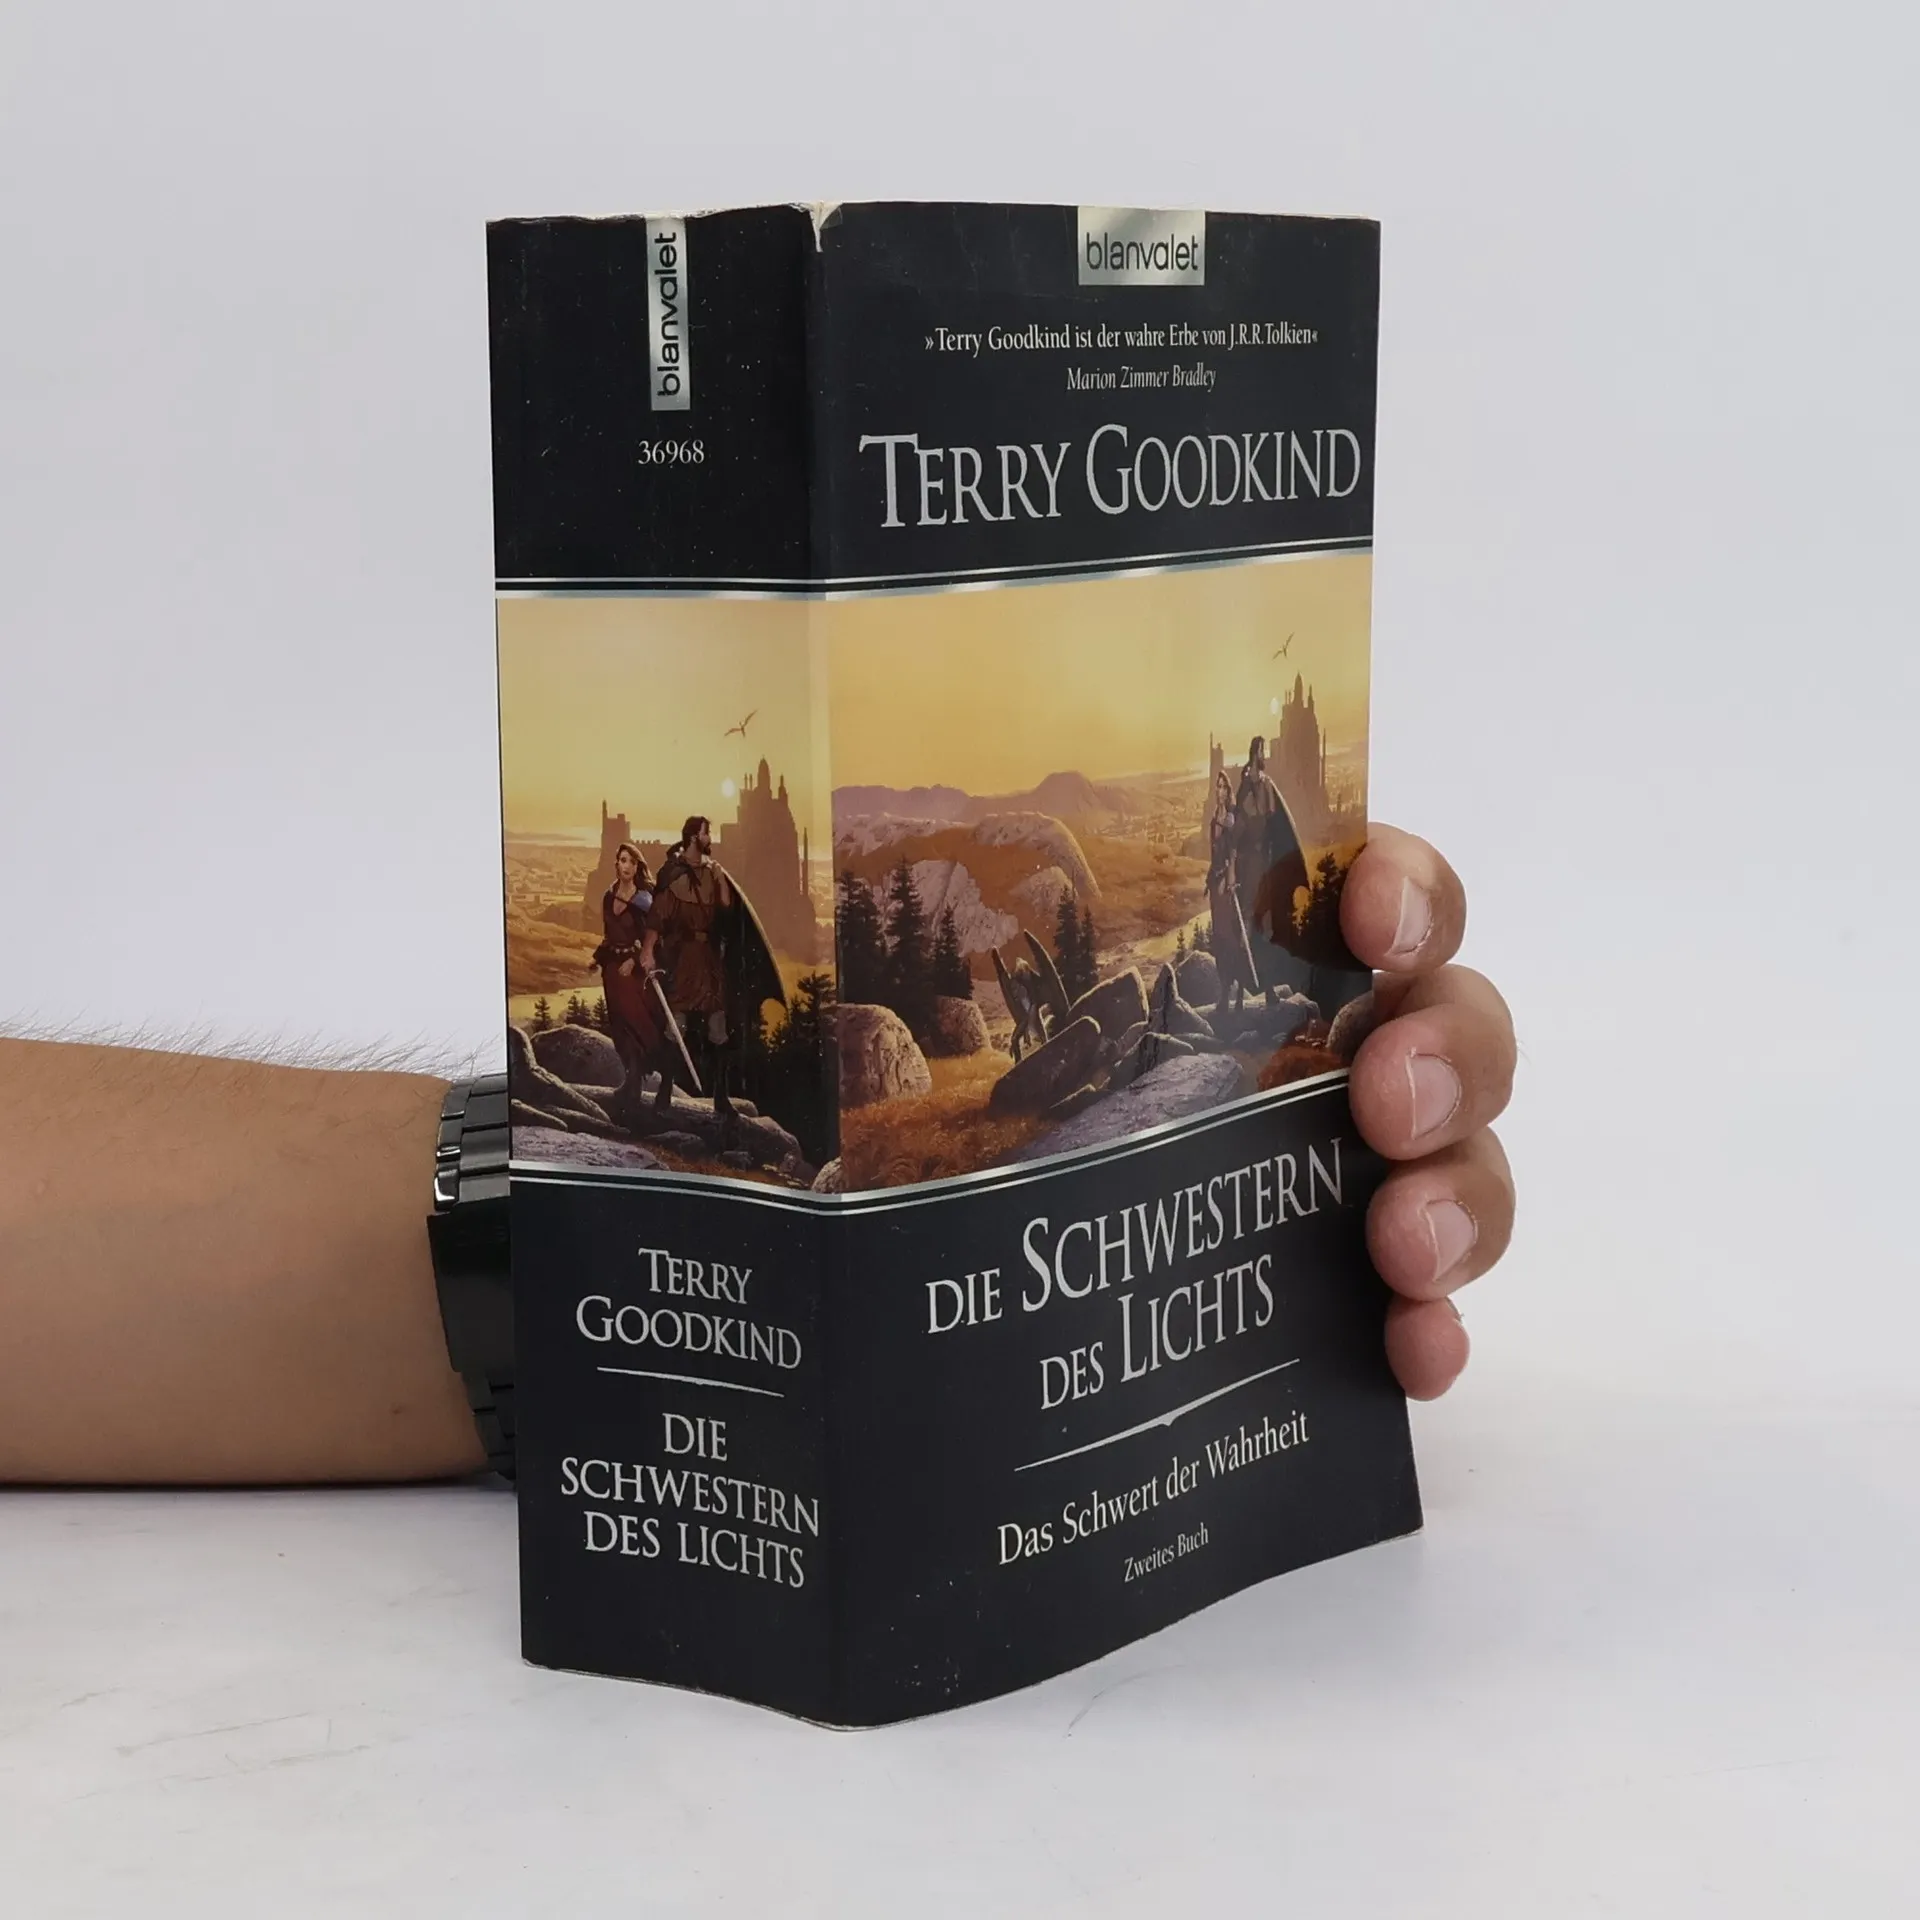 blanvalet
36968
TERRY
GOODKIND
DIE
SCHWESTERN
DES LICHTS
blanvalet
»Terry Goodkind ist der wahre Erbe von J.R.R.Tolkien«
Marion Zimmer Bradley
TERRY GOODKIND
DIE SCHWESTERN
DES LICHTS
Das Schwert der Wahrheit
Zweites Buch